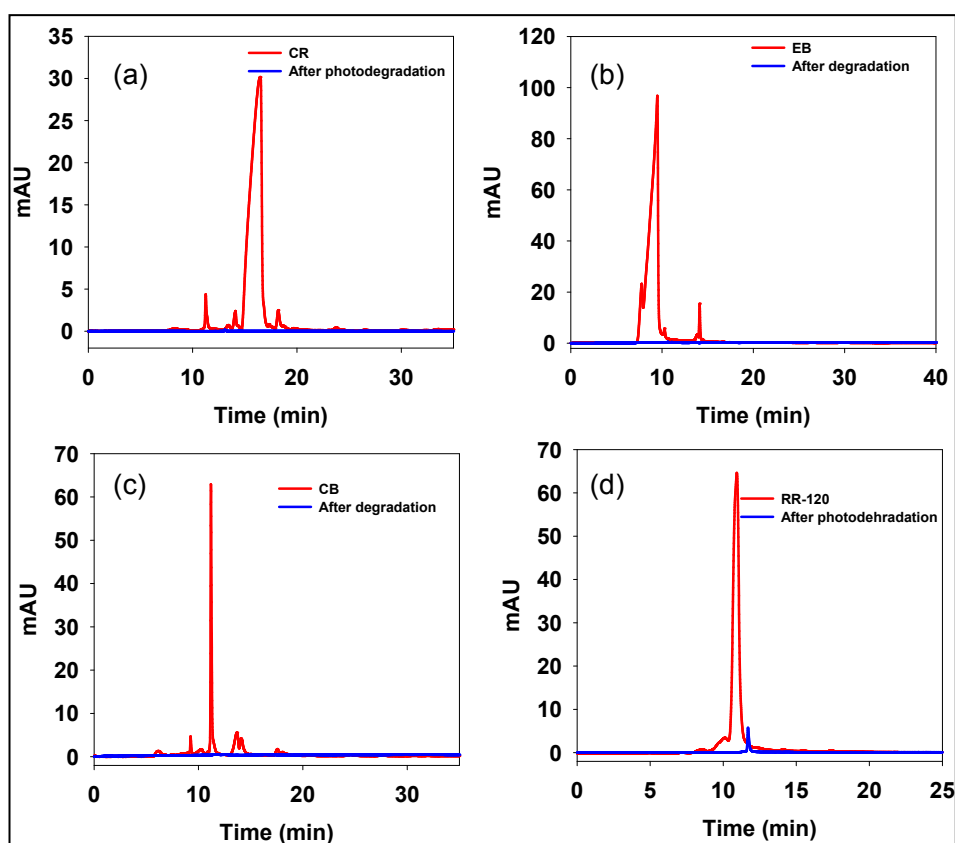 (a)
CR
After photodegradation
mAU
35
30
25
20
15
10
5
0
0 10 20 30
Time (min)
(b)
EB
After degradation
mAU
120
100
80
60
40
20
0
0 10 20 30 40
Time (min)
(c)
CB
After degradation
mAU
70
60
50
40
30
20
10
0
0 10 20 30
Time (min)
(d)
RR-120
After photodehradation
mAU
70
60
50
40
30
20
10
0
0 5 10 15 20 25
Time (min)